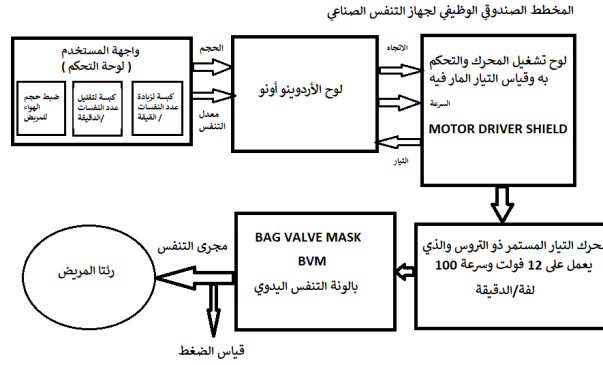 المخطط الصندوقي الوظيفي لجهاز التنفس الصناعي
واجهة المستخدم
( لوحة التحكم )
كبسة لزيادة
عدد النفسات
/ القيقة
كبسة لتقليل
عدد النفسات
/الدقيقة
ضبط حجم
الهواء
للمريض
الحجم
معدل
التنفس
لوح الأردوينو أونو
الاتجاه
السرعة
التيار
لوح تشغيل المحرك والتحكم
به وقياس التيار المار فيه
MOTOR DRIVER SHIELD
محرك التيار المستمر ذو التروس والذي
يعمل على 12 فولت وسرعة 100
لفة/الدقيقة
BAG VALVE MASK
BVM
بالونة التنفس اليدوي
مجرى التنفس
قياس الضغط
رئتا المريض